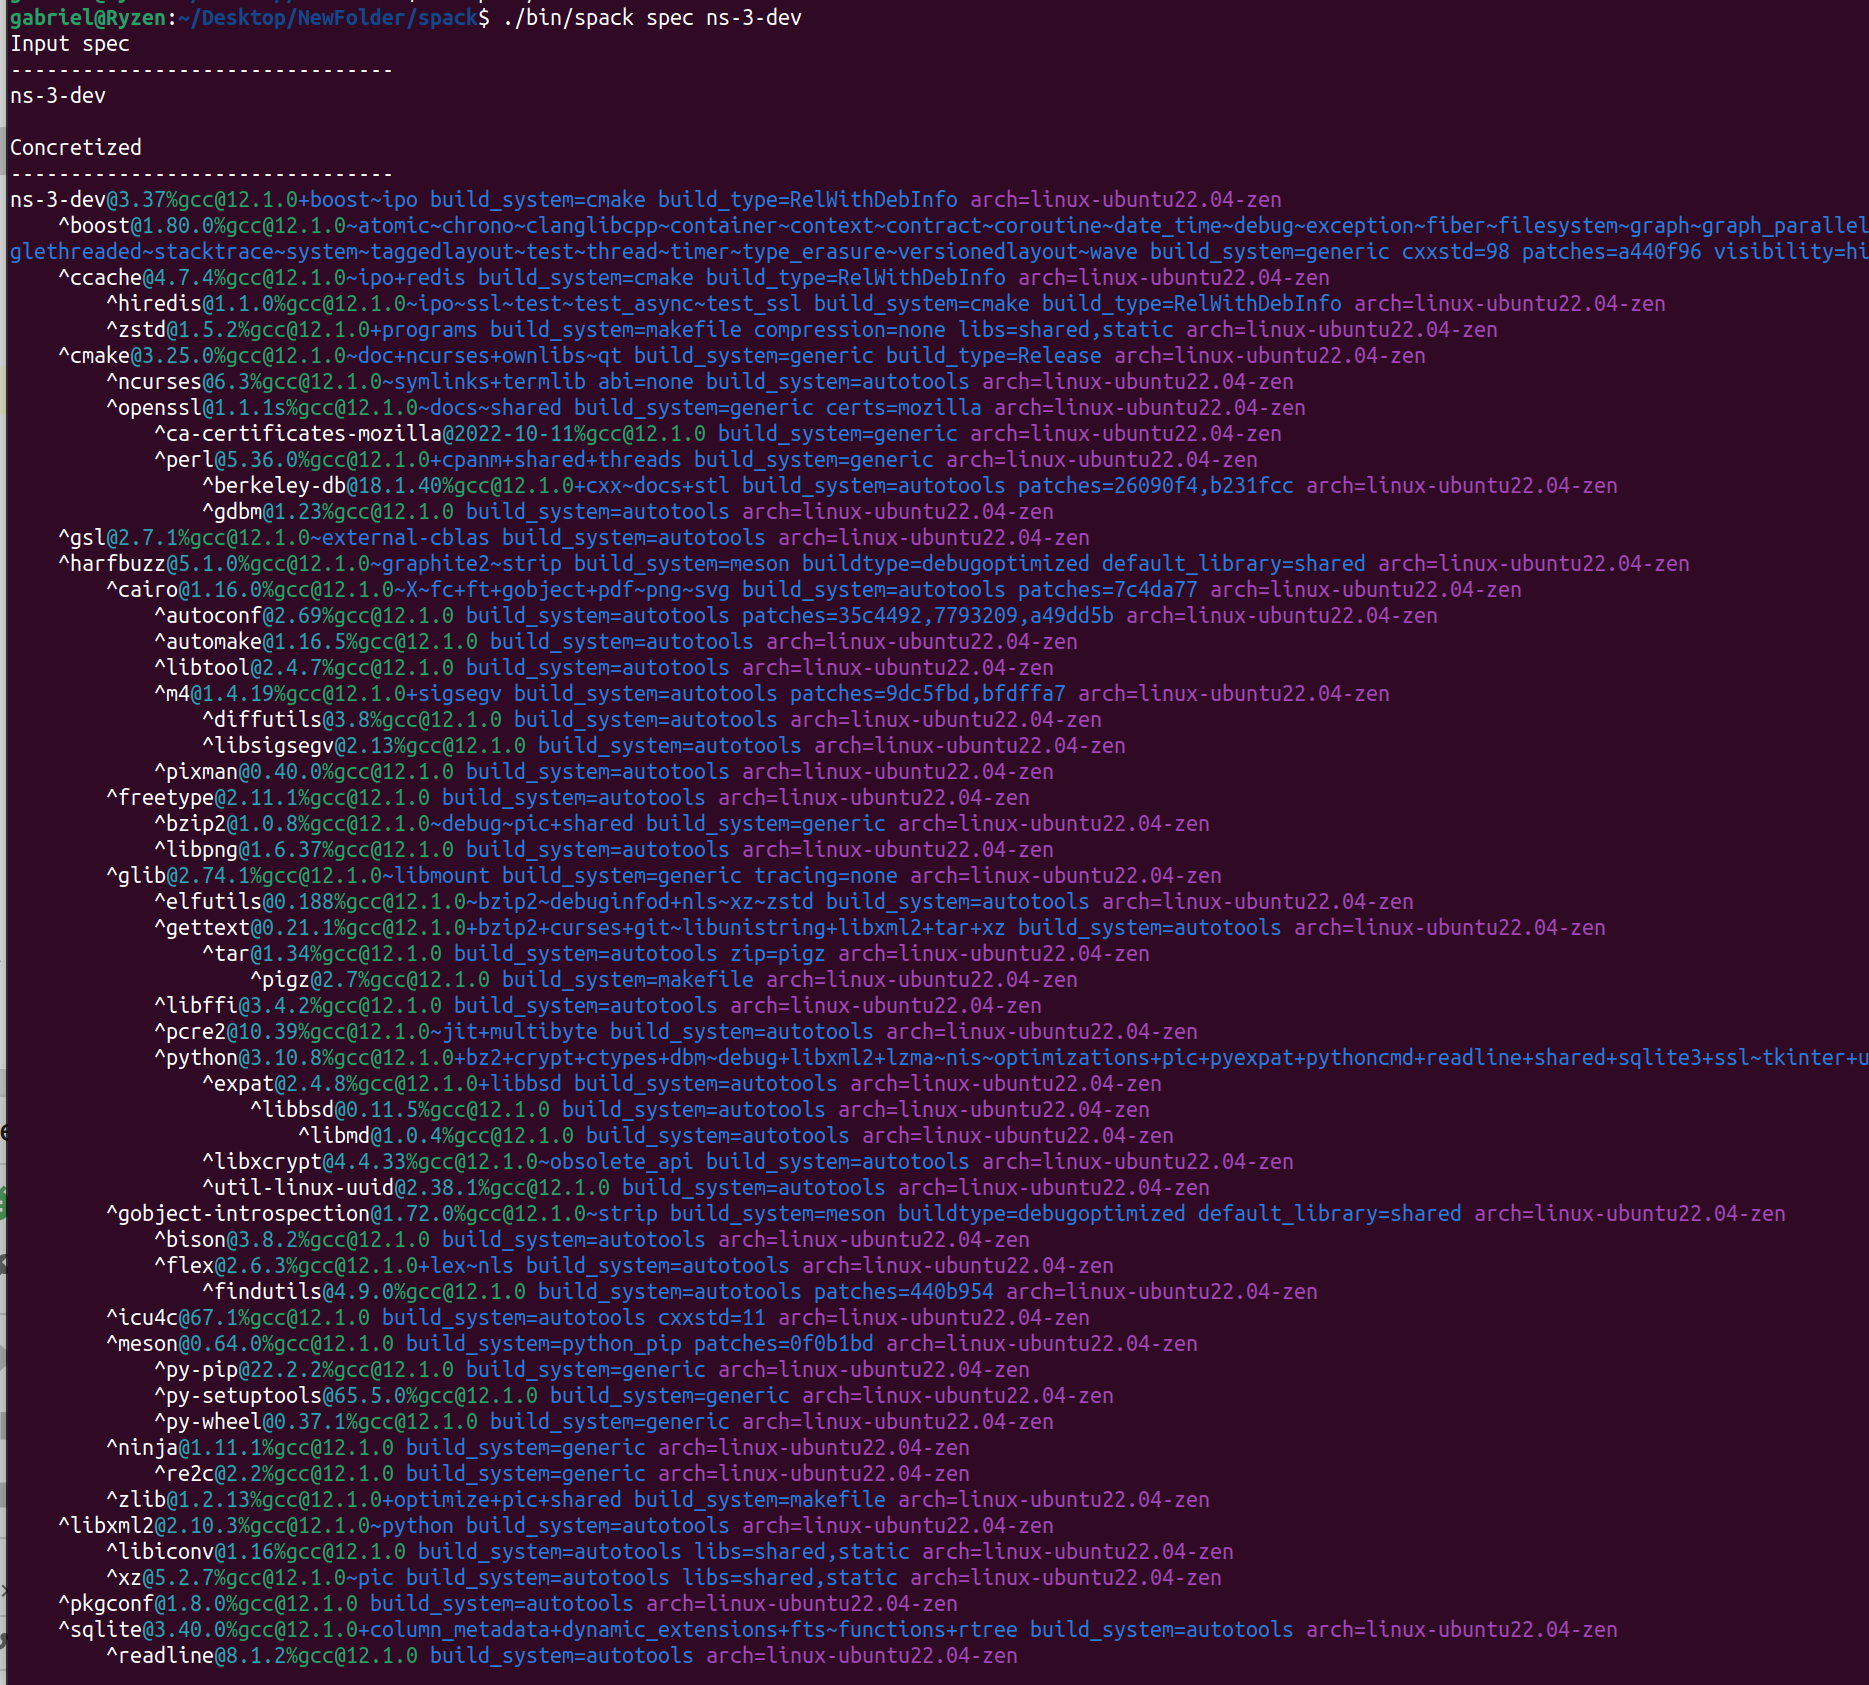 gabriel@Ryzen:~/Desktop/NewFolder/spack$ ./bin/spack spec ns-3-dev
Input spec
--------------------------------
ns-3-dev
Concretized
--------------------------------
ns-3-dev@3.37%gcc@12.1.0+boost~ipo build_system=cmake build_type=RelWithDebInfo arch=linux-ubuntu22.04-zen
    ^boost@1.80.0%gcc@12.1.0~atomic~chrono~clanglibcpp~container~context~contract~coroutine~date_time~debug~exception~fiber~filesystem~graph~graph_parallel
glethreaded~stacktrace~system~taggedlayout~test~thread~timer~type_erasure~versionedlayout~wave build_system=generic cxxstd=98 patches=a440f96 visibility=hi
    ^ccache@4.7.4%gcc@12.1.0~ipo+redis build_system=cmake build_type=RelWithDebInfo arch=linux-ubuntu22.04-zen
        ^hiredis@1.1.0%gcc@12.1.0~ipo~ssl~test~test_async~test_ssl build_system=cmake build_type=RelWithDebInfo arch=linux-ubuntu22.04-zen
        ^zstd@1.5.2%gcc@12.1.0+programs build_system=makefile compression=none libs=shared,static arch=linux-ubuntu22.04-zen
    ^cmake@3.25.0%gcc@12.1.0~doc+ncurses+ownlibs~qt build_system=generic build_type=Release arch=linux-ubuntu22.04-zen
        ^ncurses@6.3%gcc@12.1.0~symlinks+termlib abi=none build_system=autotools arch=linux-ubuntu22.04-zen
        ^openssl@1.1.1s%gcc@12.1.0~docs~shared build_system=generic certs=mozilla arch=linux-ubuntu22.04-zen
            ^ca-certificates-mozilla@2022-10-11%gcc@12.1.0 build_system=generic arch=linux-ubuntu22.04-zen
            ^perl@5.36.0%gcc@12.1.0+cpanm+shared+threads build_system=generic arch=linux-ubuntu22.04-zen
                ^berkeley-db@18.1.40%gcc@12.1.0+cxx~docs+stl build_system=autotools patches=26090f4,b231fcc arch=linux-ubuntu22.04-zen
                ^gdbm@1.23%gcc@12.1.0 build_system=autotools arch=linux-ubuntu22.04-zen
    ^gsl@2.7.1%gcc@12.1.0~external-cblas build_system=autotools arch=linux-ubuntu22.04-zen
    ^harfbuzz@5.1.0%gcc@12.1.0~graphite2~strip build_system=meson buildtype=debugoptimized default_library=shared arch=linux-ubuntu22.04-zen
        ^cairo@1.16.0%gcc@12.1.0~X~fc+ft+gobject+pdf~png~svg build_system=autotools patches=7c4da77 arch=linux-ubuntu22.04-zen
            ^autoconf@2.69%gcc@12.1.0 build_system=autotools patches=35c4492,7793209,a49dd5b arch=linux-ubuntu22.04-zen
            ^automake@1.16.5%gcc@12.1.0 build_system=autotools arch=linux-ubuntu22.04-zen
            ^libtool@2.4.7%gcc@12.1.0 build_system=autotools arch=linux-ubuntu22.04-zen
            ^m4@1.4.19%gcc@12.1.0+sigsegv build_system=autotools patches=9dc5fbd,bfdffa7 arch=linux-ubuntu22.04-zen
                ^diffutils@3.8%gcc@12.1.0 build_system=autotools arch=linux-ubuntu22.04-zen
                ^libsigsegv@2.13%gcc@12.1.0 build_system=autotools arch=linux-ubuntu22.04-zen
            ^pixman@0.40.0%gcc@12.1.0 build_system=autotools arch=linux-ubuntu22.04-zen
        ^freetype@2.11.1%gcc@12.1.0 build_system=autotools arch=linux-ubuntu22.04-zen
            ^bzip2@1.0.8%gcc@12.1.0~debug~pic+shared build_system=generic arch=linux-ubuntu22.04-zen
            ^libpng@1.6.37%gcc@12.1.0 build_system=autotools arch=linux-ubuntu22.04-zen
        ^glib@2.74.1%gcc@12.1.0~libmount build_system=generic tracing=none arch=linux-ubuntu22.04-zen
            ^elfutils@0.188%gcc@12.1.0~bzip2~debuginfod+nls~xz~zstd build_system=autotools arch=linux-ubuntu22.04-zen
            ^gettext@0.21.1%gcc@12.1.0+bzip2+curses+git~libunistring+libxml2+tar+xz build_system=autotools arch=linux-ubuntu22.04-zen
                ^tar@1.34%gcc@12.1.0 build_system=autotools zip=pigz arch=linux-ubuntu22.04-zen
                    ^pigz@2.7%gcc@12.1.0 build_system=makefile arch=linux-ubuntu22.04-zen
            ^libffi@3.4.2%gcc@12.1.0 build_system=autotools arch=linux-ubuntu22.04-zen
            ^pcre2@10.39%gcc@12.1.0~jit+multibyte build_system=autotools arch=linux-ubuntu22.04-zen
            ^python@3.10.8%gcc@12.1.0+bz2+crypt+ctypes+dbm~debug+libxml2+lzma~nis~optimizations+pic+pyexpat+pythoncmd+readline+shared+sqlite3+ssl~tkinter+u
                ^expat@2.4.8%gcc@12.1.0+libbsd build_system=autotools arch=linux-ubuntu22.04-zen
                    ^libbsd@0.11.5%gcc@12.1.0 build_system=autotools arch=linux-ubuntu22.04-zen
                        ^libmd@1.0.4%gcc@12.1.0 build_system=autotools arch=linux-ubuntu22.04-zen
                ^libxcrypt@4.4.33%gcc@12.1.0~obsolete_api build_system=autotools arch=linux-ubuntu22.04-zen
                ^util-linux-uuid@2.38.1%gcc@12.1.0 build_system=autotools arch=linux-ubuntu22.04-zen
        ^gobject-introspection@1.72.0%gcc@12.1.0~strip build_system=meson buildtype=debugoptimized default_library=shared arch=linux-ubuntu22.04-zen
            ^bison@3.8.2%gcc@12.1.0 build_system=autotools arch=linux-ubuntu22.04-zen
            ^flex@2.6.3%gcc@12.1.0+lex~nls build_system=autotools arch=linux-ubuntu22.04-zen
                ^findutils@4.9.0%gcc@12.1.0 build_system=autotools patches=440b954 arch=linux-ubuntu22.04-zen
        ^icu4c@67.1%gcc@12.1.0 build_system=autotools cxxstd=11 arch=linux-ubuntu22.04-zen
        ^meson@0.64.0%gcc@12.1.0 build_system=python_pip patches=0f0b1bd arch=linux-ubuntu22.04-zen
            ^py-pip@22.2.2%gcc@12.1.0 build_system=generic arch=linux-ubuntu22.04-zen
            ^py-setuptools@65.5.0%gcc@12.1.0 build_system=generic arch=linux-ubuntu22.04-zen
            ^py-wheel@0.37.1%gcc@12.1.0 build_system=generic arch=linux-ubuntu22.04-zen
        ^ninja@1.11.1%gcc@12.1.0 build_system=generic arch=linux-ubuntu22.04-zen
            ^re2c@2.2%gcc@12.1.0 build_system=generic arch=linux-ubuntu22.04-zen
        ^zlib@1.2.13%gcc@12.1.0+optimize+pic+shared build_system=makefile arch=linux-ubuntu22.04-zen
    ^libxml2@2.10.3%gcc@12.1.0~python build_system=autotools arch=linux-ubuntu22.04-zen
        ^libiconv@1.16%gcc@12.1.0 build_system=autotools libs=shared,static arch=linux-ubuntu22.04-zen
        ^xz@5.2.7%gcc@12.1.0~pic build_system=autotools libs=shared,static arch=linux-ubuntu22.04-zen
    ^pkgconf@1.8.0%gcc@12.1.0 build_system=autotools arch=linux-ubuntu22.04-zen
    ^sqlite@3.40.0%gcc@12.1.0+column_metadata+dynamic_extensions+fts~functions+rtree build_system=autotools arch=linux-ubuntu22.04-zen
        ^readline@8.1.2%gcc@12.1.0 build_system=autotools arch=linux-ubuntu22.04-zen